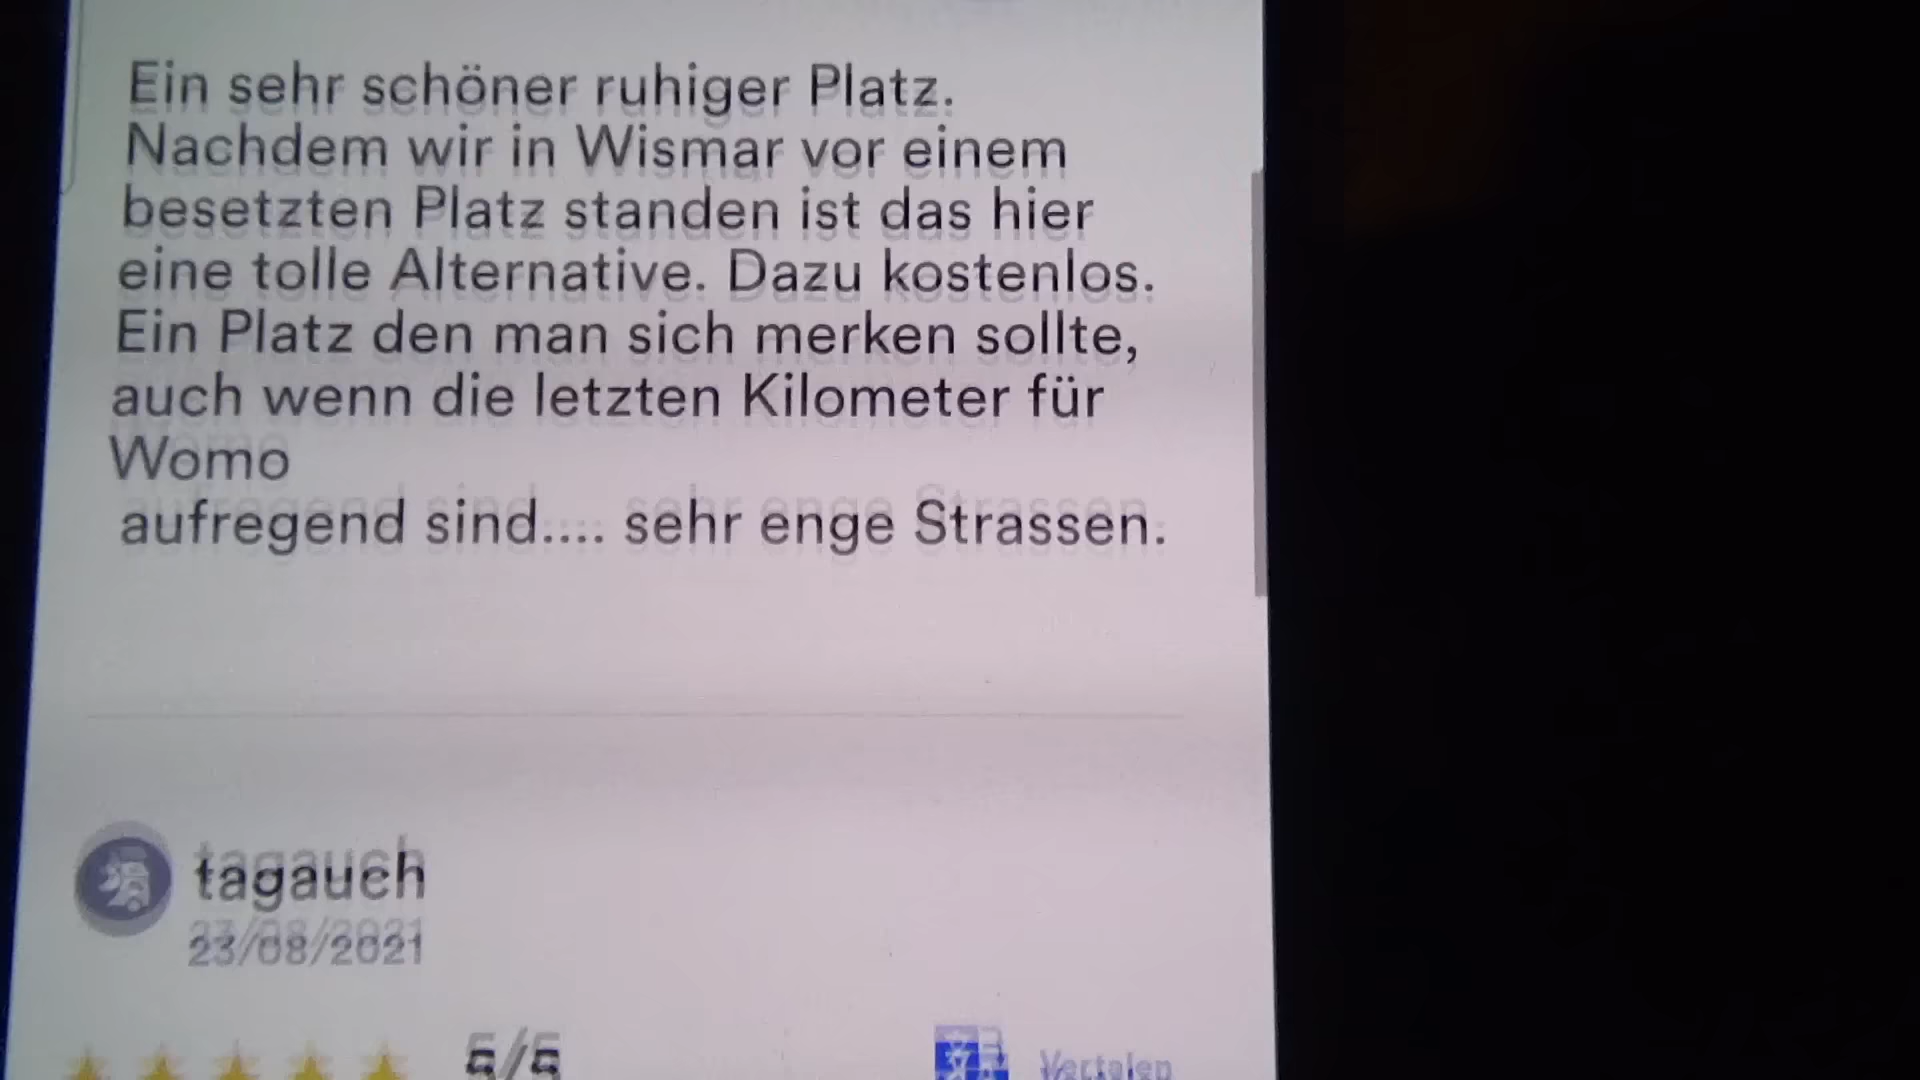 Ein sehr schöner ruhiger Platz.
Nachdem wir in Wismar vor einem
besetzten Platz standen ist das hier
eine tolle Alternative. Dazu kostenlos.
Ein Platz den man sich merken sollte,
auch wenn die letzten Kilometer für
Womo
aufregend sind.... sehr enge Strassen.
tagauch
23/08/2021
5/5 Vertalen